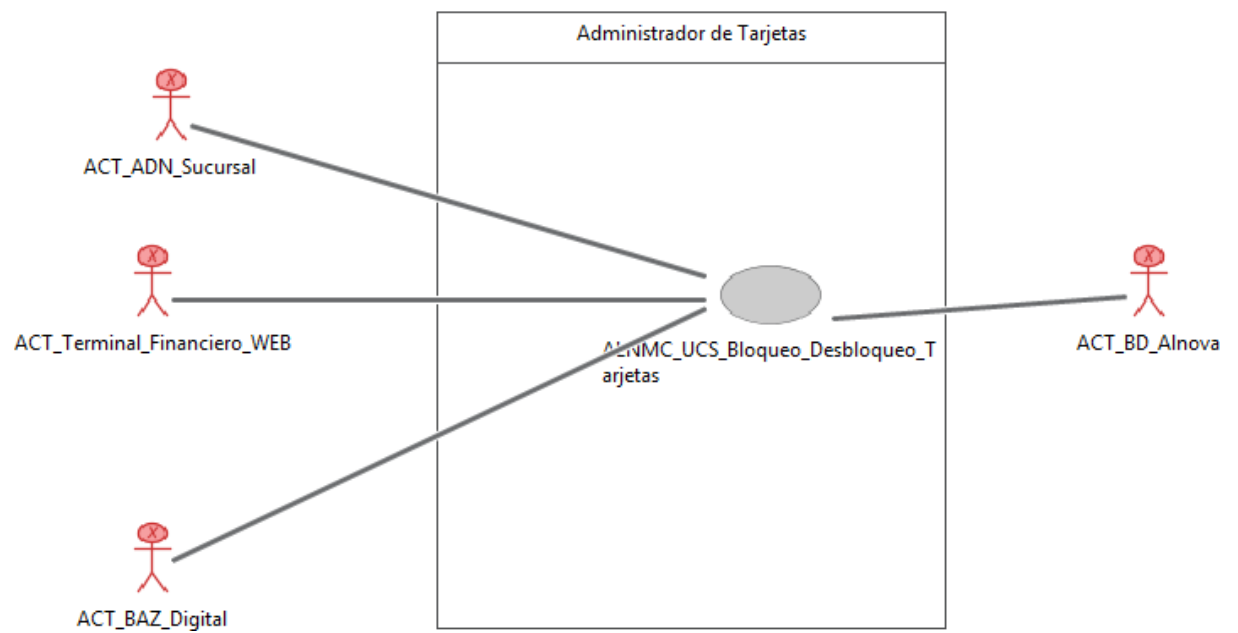 Administrador de Tarjetas
ACT_ADN_Sucursal
ACT_Terminal_Financiero_WEB
ALNMC_UCS_Bloqueo_Desbloqueo_T
arjetas
ACT_BD_Alnova
ACT_BAZ_Digital